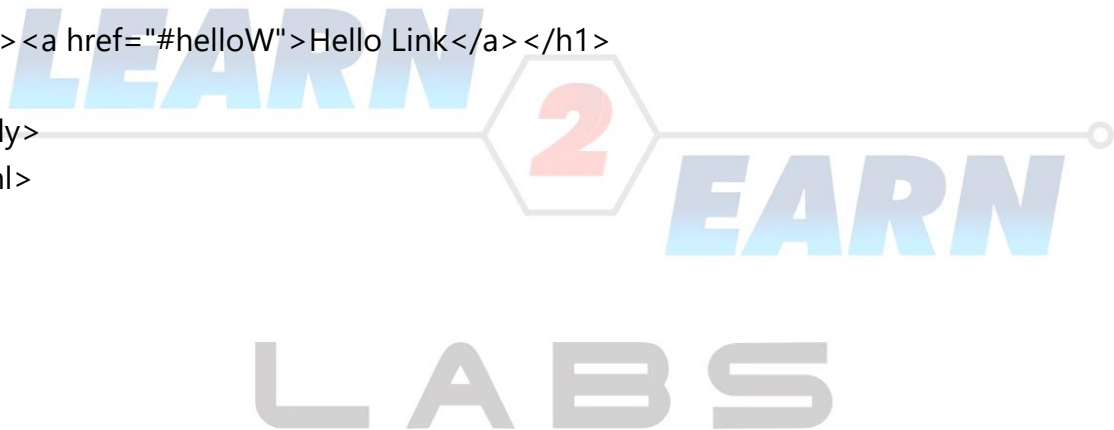 ><a href="#helloW">Hello Link</a></h1>
LEARN
2
ly>
EARN
nl>
LABS